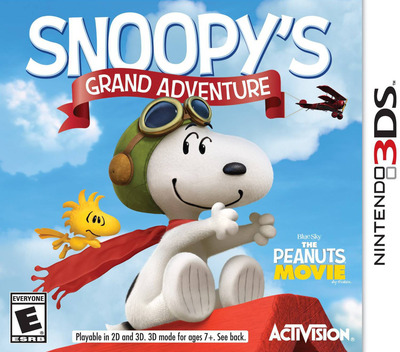 SNOOPY'S
GRAND ADVENTURE
NINTENDO 3DS
BlueSky
THE
PEANUTS
MOVIE
EVERYONE
E
ESRB
Playable in 2D and 3D. 3D mode for ages 7+. See back.
ACTIVISION